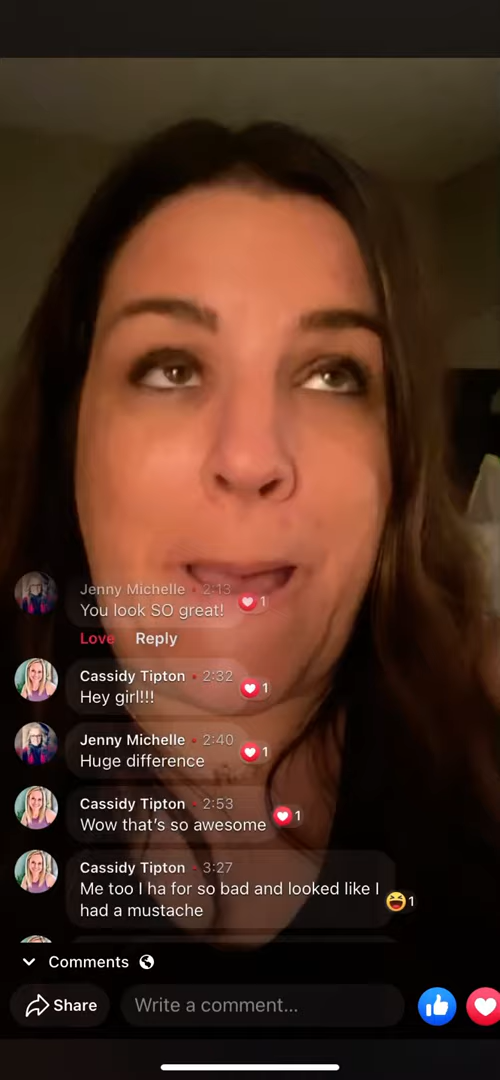 Jenny Michelle • 2:13
You look SO great!
1
Love Reply
Cassidy Tipton • 2:32
Hey girl!!!
1
Jenny Michelle • 2:40
Huge difference
1
Cassidy Tipton • 2:53
Wow that's so awesome
1
Cassidy Tipton • 3:27
Me too I ha for so bad and looked like I
had a mustache
1
Comments
Share
Write a comment...